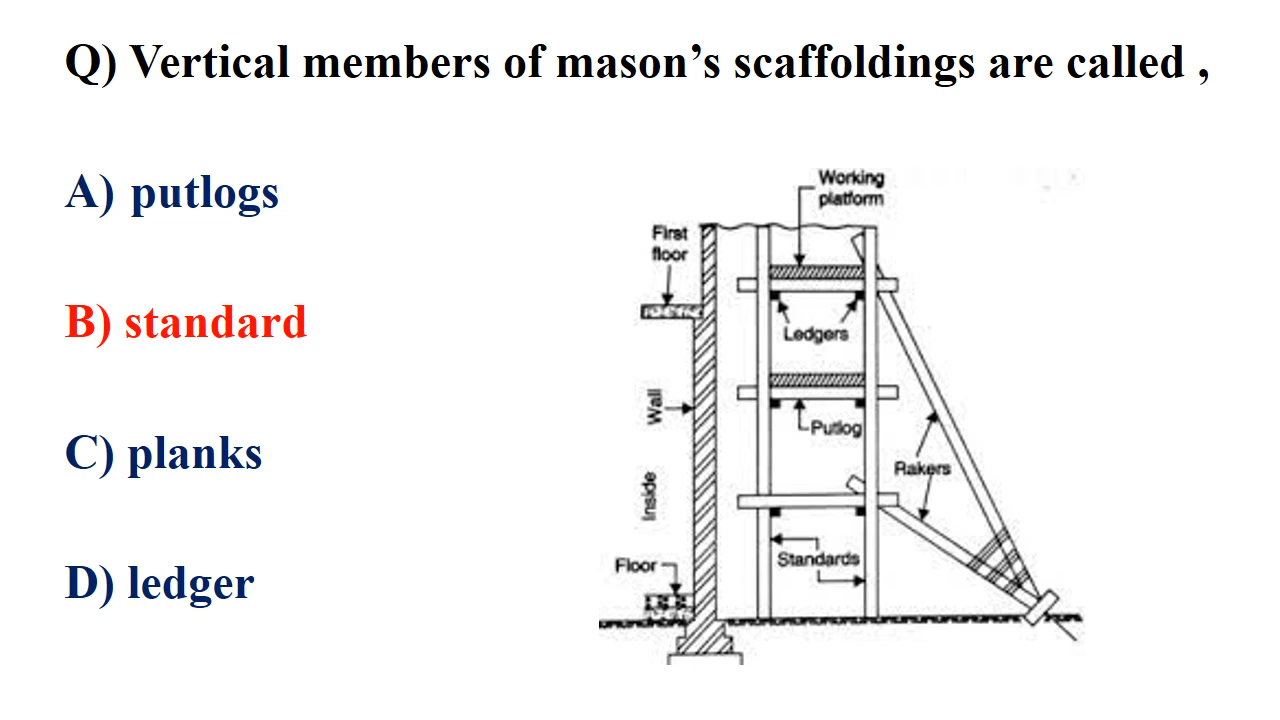 Q) Vertical members of mason’s scaffoldings are called ,
A) putlogs
B) standard
C) planks
D) ledger
Working
platform
First
floor
Ledgers
Wall
Putlog
Rakers
Inside
Standards
Floor